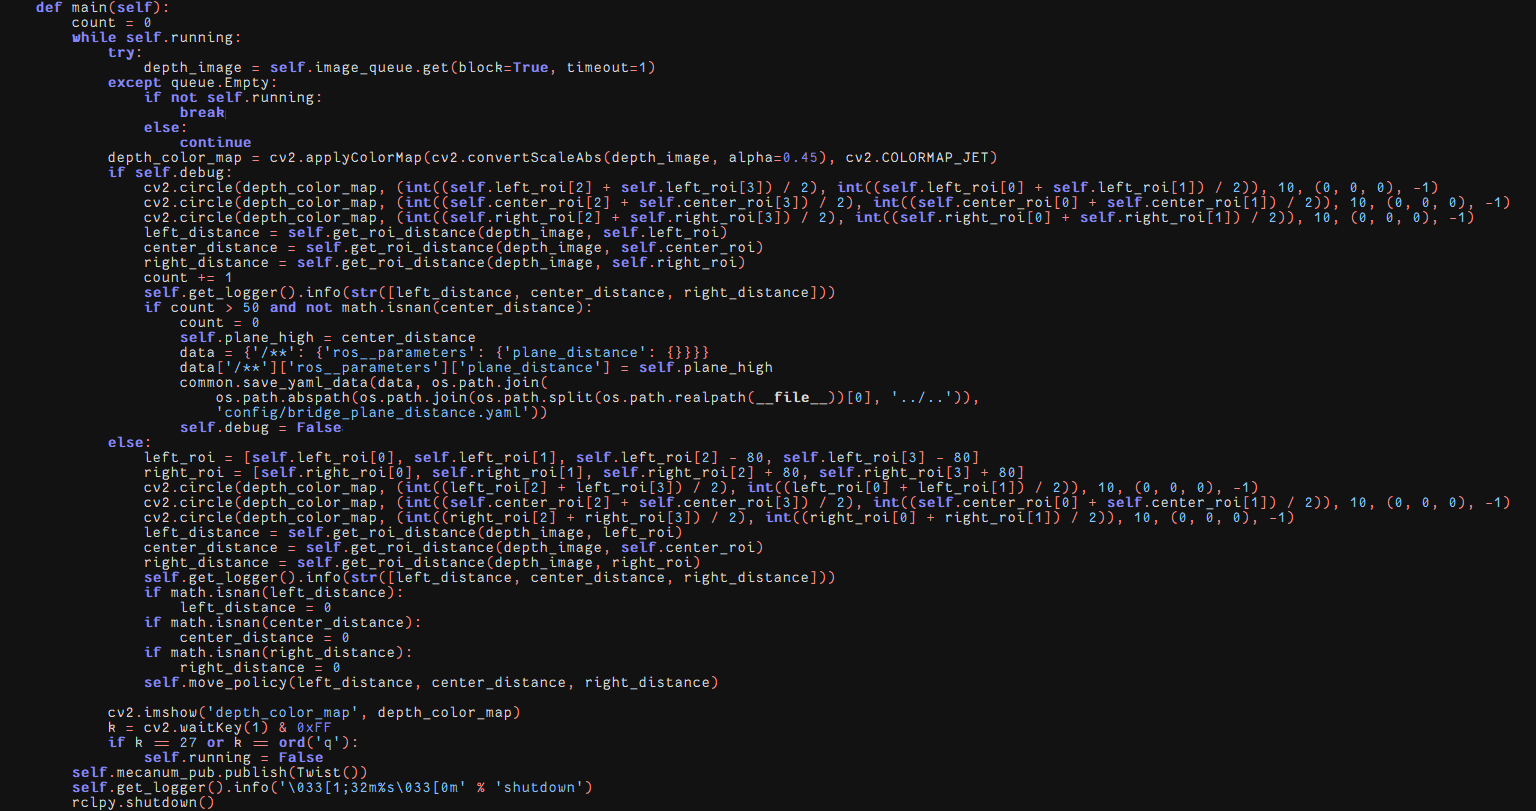 def main(self):
    count = 0
    while self.running:
        try:
            depth_image = self.image_queue.get(block=True, timeout=1)
        except queue.Empty:
            if not self.running:
                break
            else:
                continue
        depth_color_map = cv2.applyColorMap(cv2.convertScaleAbs(depth_image, alpha=0.45), cv2.COLORMAP_JET)
        if self.debug:
            cv2.circle(depth_color_map, (int((self.left_roi[2] + self.left_roi[3]) / 2), int((self.left_roi[0] + self.left_roi[1]) / 2)), 10, (0, 0, 0), -1)
            cv2.circle(depth_color_map, (int((self.center_roi[2] + self.center_roi[3]) / 2), int((self.center_roi[0] + self.center_roi[1]) / 2)), 10, (0, 0, 0), -1)
            cv2.circle(depth_color_map, (int((self.right_roi[2] + self.right_roi[3]) / 2), int((self.right_roi[0] + self.right_roi[1]) / 2)), 10, (0, 0, 0), -1)
            left_distance = self.get_roi_distance(depth_image, self.left_roi)
            center_distance = self.get_roi_distance(depth_image, self.center_roi)
            right_distance = self.get_roi_distance(depth_image, self.right_roi)
            count += 1
            self.get_logger().info(str([left_distance, center_distance, right_distance]))
            if count > 50 and not math.isnan(center_distance):
                count = 0
                self.plane_high = center_distance
                data = {'/**': {'ros__parameters': {'plane_distance': {}}}}
                data['/**']['ros__parameters']['plane_distance'] = self.plane_high
                common.save_yaml_data(data, os.path.join(
                    os.path.abspath(os.path.join(os.path.split(os.path.realpath(__file__))[0], '../..')),
                    'config/bridge_plane_distance.yaml'))
                self.debug = False
        else:
            left_roi = [self.left_roi[0], self.left_roi[1], self.left_roi[2] - 80, self.left_roi[3] - 80]
            right_roi = [self.right_roi[0], self.right_roi[1], self.right_roi[2] + 80, self.right_roi[3] + 80]
            cv2.circle(depth_color_map, (int((left_roi[2] + left_roi[3]) / 2), int((left_roi[0] + left_roi[1]) / 2)), 10, (0, 0, 0), -1)
            cv2.circle(depth_color_map, (int((self.center_roi[2] + self.center_roi[3]) / 2), int((self.center_roi[0] + self.center_roi[1]) / 2)), 10, (0, 0, 0), -1)
            cv2.circle(depth_color_map, (int((right_roi[2] + right_roi[3]) / 2), int((right_roi[0] + right_roi[1]) / 2)), 10, (0, 0, 0), -1)
            left_distance = self.get_roi_distance(depth_image, left_roi)
            center_distance = self.get_roi_distance(depth_image, self.center_roi)
            right_distance = self.get_roi_distance(depth_image, right_roi)
            self.get_logger().info(str([left_distance, center_distance, right_distance]))
            if math.isnan(left_distance):
                left_distance = 0
            if math.isnan(center_distance):
                center_distance = 0
            if math.isnan(right_distance):
                right_distance = 0
            self.move_policy(left_distance, center_distance, right_distance)

        cv2.imshow('depth_color_map', depth_color_map)
        k = cv2.waitKey(1) & 0xFF
        if k == 27 or k == ord('q'):
            self.running = False
    self.mecanum_pub.publish(Twist())
    self.get_logger().info('\033[1;32m%s\033[0m' % 'shutdown')
    rclpy.shutdown()